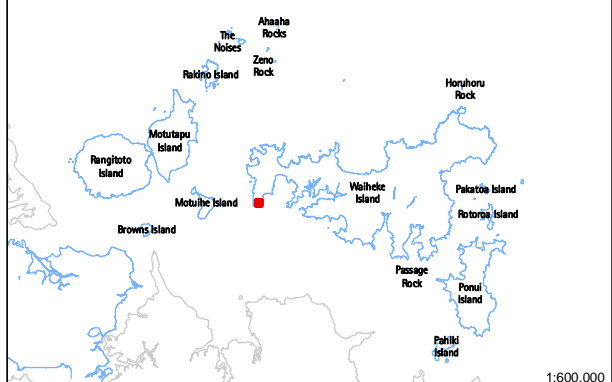 Ahaaha
Rocks
The
Noises
Zeno
Rock
Rakino Island
Horuhoru
Rock
Motutapu
Island
Rangitoto
Island
Waiheke
Island
Pakatoa Island
Motuihe Island
Rotoroa Island
Browns Island
Passage
Rock
Ponui
Island
Pahiki
Island
1:600,000